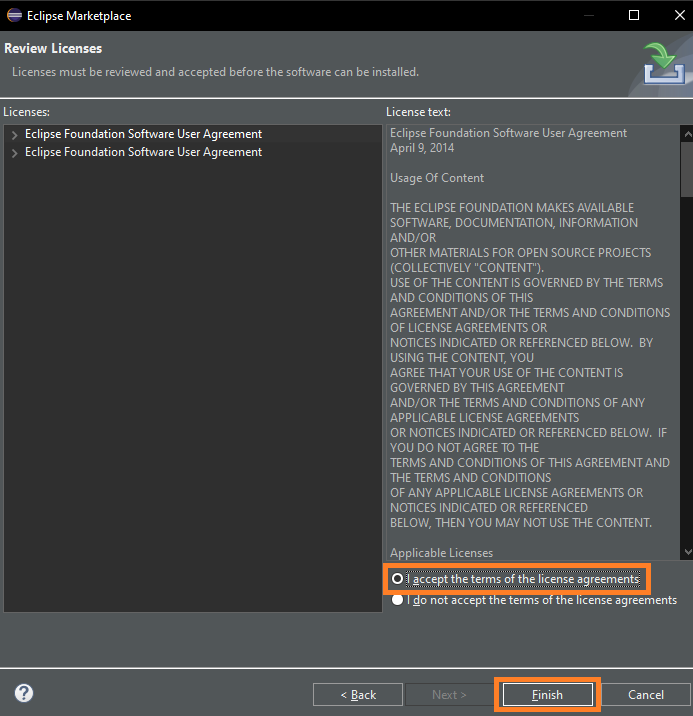 Eclipse Marketplace
Review Licenses
Licenses must be reviewed and accepted before the software can be installed.
Licenses:
Eclipse Foundation Software User Agreement
Eclipse Foundation Software User Agreement
License text:
Eclipse Foundation Software User Agreement
April 9, 2014
Usage Of Content
THE ECLIPSE FOUNDATION MAKES AVAILABLE
SOFTWARE, DOCUMENTATION, INFORMATION
AND/OR
OTHER MATERIALS FOR OPEN SOURCE PROJECTS
(COLLECTIVELY "CONTENT").
USE OF THE CONTENT IS GOVERNED BY THE TERMS
AND CONDITIONS OF THIS
AGREEMENT AND/OR THE TERMS AND CONDITIONS
OF LICENSE AGREEMENTS OR
NOTICES INDICATED OR REFERENCED BELOW.  BY
USING THE CONTENT, YOU
AGREE THAT YOUR USE OF THE CONTENT IS
GOVERNED BY THIS AGREEMENT
AND/OR THE TERMS AND CONDITIONS OF ANY
APPLICABLE LICENSE AGREEMENTS
OR NOTICES INDICATED OR REFERENCED BELOW.  IF
YOU DO NOT AGREE TO THE
TERMS AND CONDITIONS OF THIS AGREEMENT AND
THE TERMS AND CONDITIONS
OF ANY APPLICABLE LICENSE AGREEMENTS OR
NOTICES INDICATED OR REFERENCED
BELOW, THEN YOU MAY NOT USE THE CONTENT.
Applicable Licenses
I accept the terms of the license agreements
I do not accept the terms of the license agreements
?
< Back
Next >
Finish
Cancel